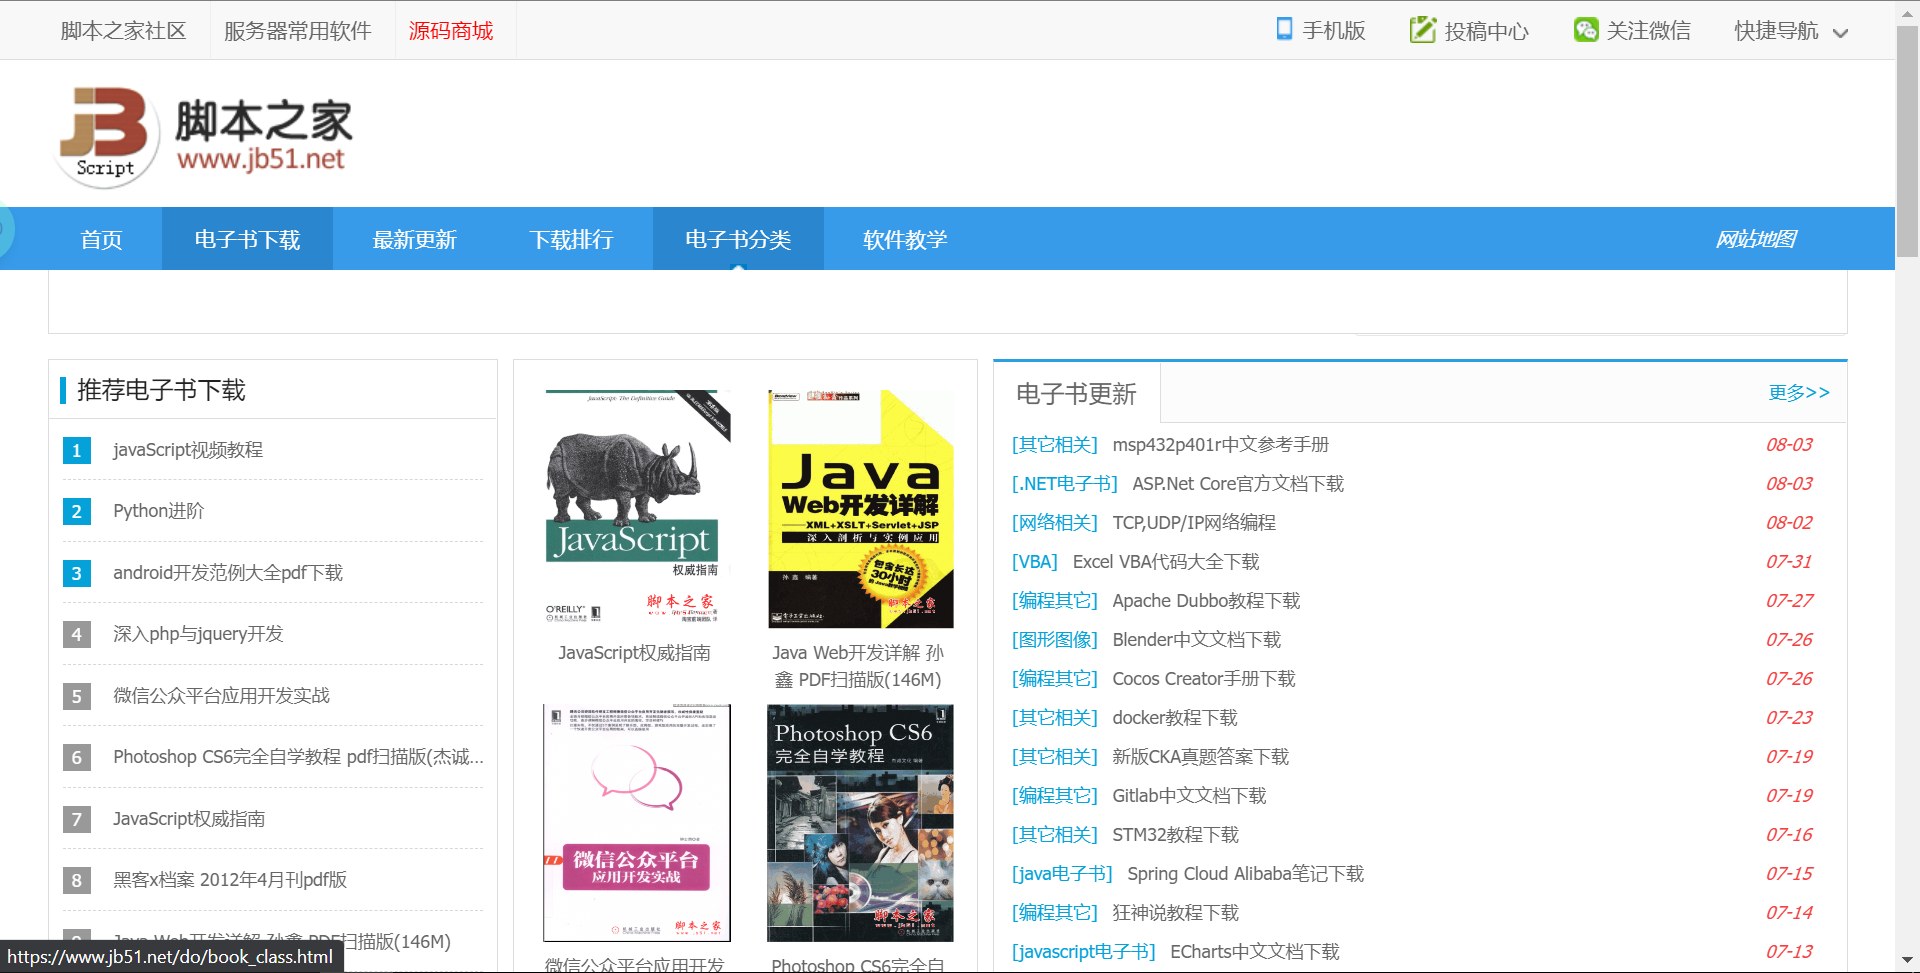 脚本之家社区
服务器常用软件
源码商城
手机版
投稿中心
关注微信
快捷导航
JB
Script
脚本之家
www.jb51.net
首页
电子书下载
最新更新
下载排行
电子书分类
软件教学
网站地图
推荐电子书下载
1 javaScript视频教程
2 Python进阶
3 android开发范例大全pdf下载
4 深入php与jquery开发
5 微信公众平台应用开发实战
6 Photoshop CS6完全自学教程 pdf扫描版(杰诚...
7 JavaScript权威指南
8 黑客x档案 2012年4月刊pdf版
9 Java Web开发详解 孙鑫 PDF扫描版(146M)
JavaScript: The Definitive Guide
JavaScript
权威指南
O'REILLY
脚本之家
JavaScript权威指南
Java
Web开发详解
XML+XSLT+Servlet+JSP
深入剖析与实例应用
孙鑫 编著
包含长达
30小时
脚本之家
Java Web开发详解 孙
鑫 PDF扫描版(146M)
微信公众平台
应用开发实战
脚本之家
微信公众平台应用开发
Photoshop CS6
完全自学教程
脚本之家
Photoshop CS6完全自
电子书更新
更多>>
[其它相关] msp432p401r中文参考手册 08-03
[.NET电子书] ASP.Net Core官方文档下载 08-03
[网络相关] TCP,UDP/IP网络编程 08-02
[VBA] Excel VBA代码大全下载 07-31
[编程其它] Apache Dubbo教程下载 07-27
[图形图像] Blender中文文档下载 07-26
[编程其它] Cocos Creator手册下载 07-26
[其它相关] docker教程下载 07-23
[其它相关] 新版CKA真题答案下载 07-19
[编程其它] Gitlab中文文档下载 07-19
[其它相关] STM32教程下载 07-16
[java电子书] Spring Cloud Alibaba笔记下载 07-15
[编程其它] 狂神说教程下载 07-14
[javascript电子书] ECharts中文文档下载 07-13
https://www.jb51.net/do/book_class.html